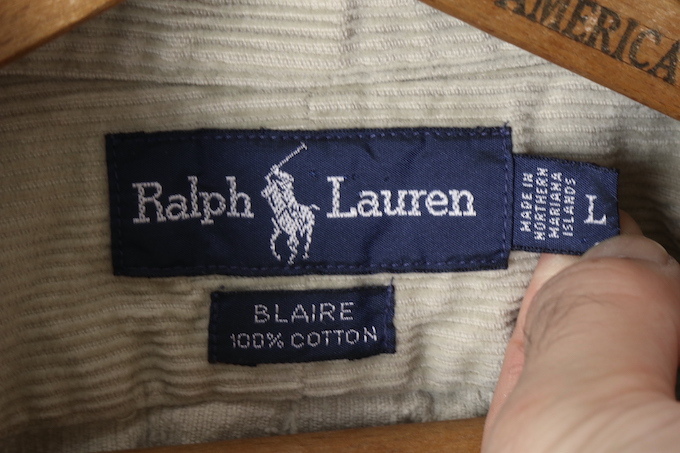 AMERICA
Ralph Lauren
MADE IN
NORTHERN
MARIANA
ISLANDS
L
BLAIRE
100% COTTON